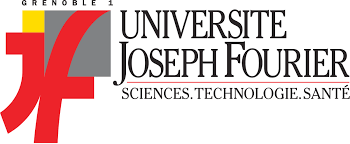 GRENOBLE 1
UNIVERSITE
JOSEPH FOURIER
SCIENCES.TECHNOLOGIE.SANTÉ